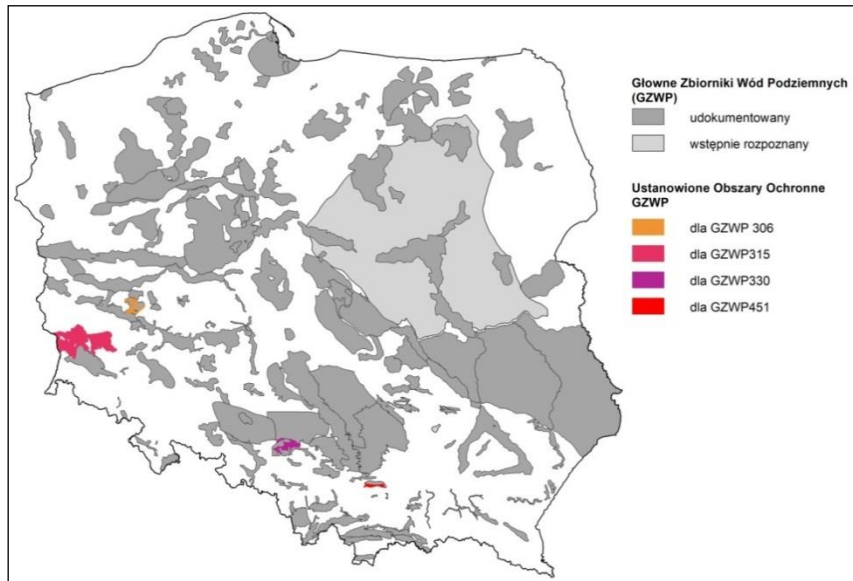 Głowne Zbiorniki Wód Podziemnych
(GZWP)
udokumentowany
wstępnie rozpoznany
Ustanowione Obszary Ochronne
GZWP
dla GZWP 306
dla GZWP315
dla GZWP330
dla GZWP451